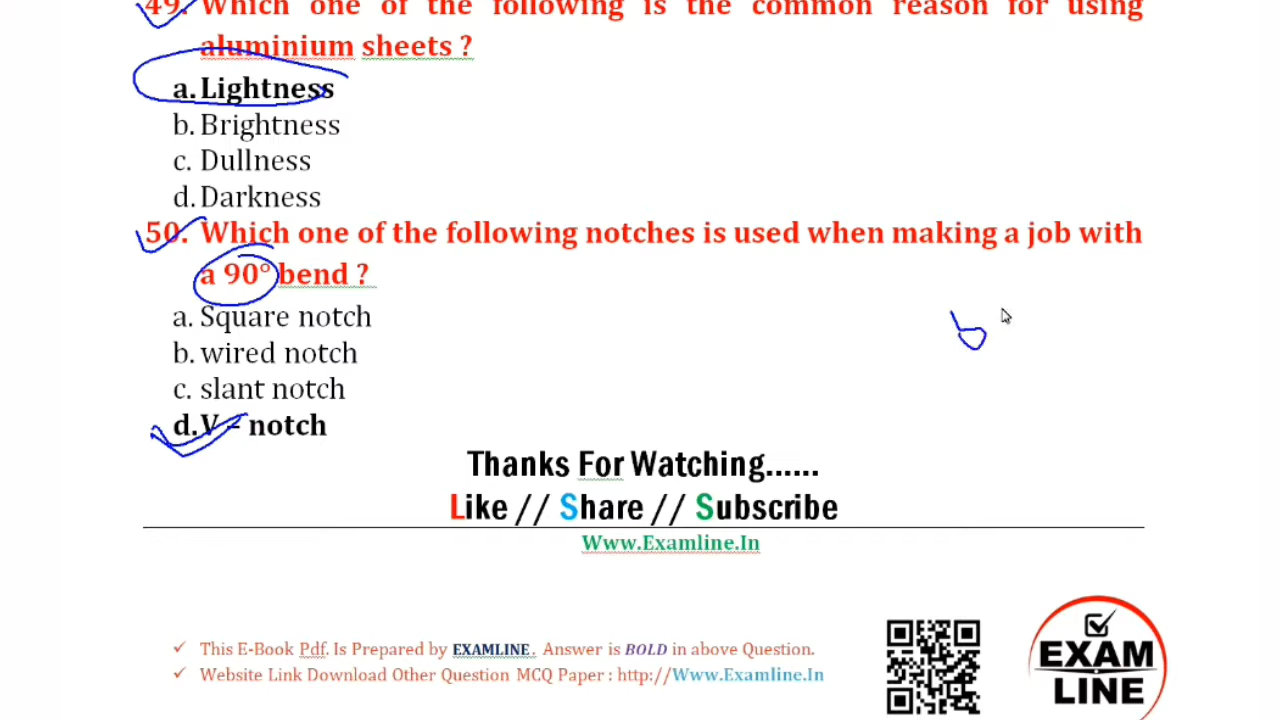 49. Which one of the following is the common reason for using
aluminium sheets ?
a. Lightness
b. Brightness
c. Dullness
d. Darkness
50. Which one of the following notches is used when making a job with
a 90° bend ?
a. Square notch
b. wired notch
c. slant notch
d. V – notch
Thanks For Watching......
Like // Share // Subscribe
Www.Examline.In
✓ This E-Book Pdf. Is Prepared by EXAMLINE. Answer is BOLD in above Question.
✓ Website Link Download Other Question MCQ Paper : http://Www.Examline.In
EXAM
LINE